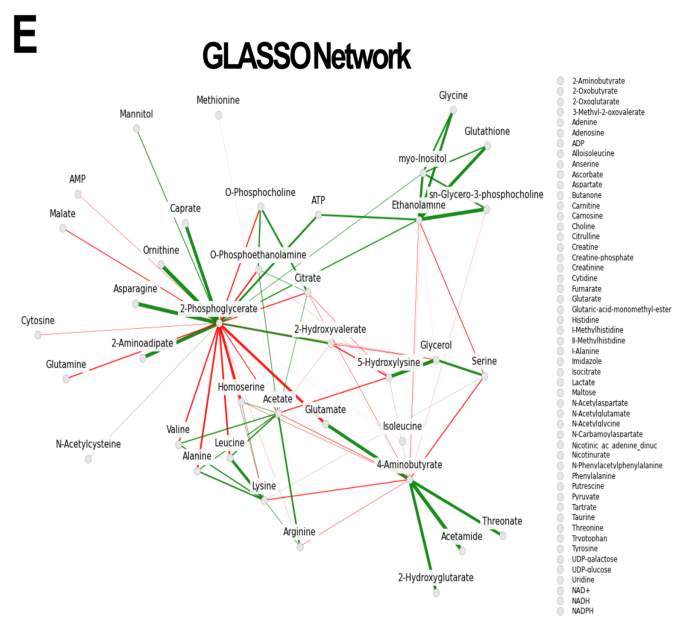 E
GLASSO Network
Methionine
Glycine
Mannitol
Glutathione
myo-Inositol
AMP
O-Phosphocholine
sn-Glycero-3-phosphocholine
ATP
Ethanolamine
Malate
Caprate
Ornithine
O-Phosphoethanolamine
Citrate
Asparagine
2-Phosphoglycerate
Cytosine
2-Hydroxyvalerate
2-Aminoadipate
Glycerol
Glutamine
5-Hydroxylysine
Serine
Homoserine
Acetate
Glutamate
Isoleucine
Valine
N-Acetylcysteine
Leucine
Alanine
4-Aminobutyrate
Lysine
Threonate
Arginine
Acetamide
2-Hydroxyglutarate
2-Aminobutyrate
2-Oxobutyrate
2-Oxoglutarate
3-Methyl-2-oxovalerate
Adenine
Adenosine
ADP
Alloisoleucine
Anserine
Ascorbate
Aspartate
Butanone
Carnitine
Carnosine
Choline
Citrulline
Creatine
Creatine-phosphate
Creatinine
Cytidine
Fumarate
Glutarate
Glutaric-acid-monomethyl-ester
Histidine
I-Methylhistidine
II-Methylhistidine
I-Alanine
Imidazole
Isocitrate
Lactate
Maltose
N-Acetylaspartate
N-Acetylglutamate
N-Acetylglycine
N-Carbamoylaspartate
Nicotinic_ac_adenine_dinuc
Nicotinurate
N-Phenylacetylphenylalanine
Phenylalanine
Putrescine
Pyruvate
Tartrate
Taurine
Threonine
Tryptophan
Tyrosine
UDP-galactose
UDP-glucose
Uridine
NAD+
NADH
NADPH